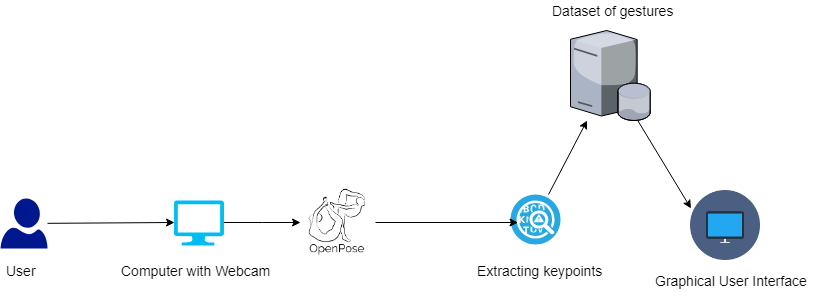 Dataset of gestures
OpenPose
User
Computer with Webcam
Extracting keypoints
Graphical User Interface